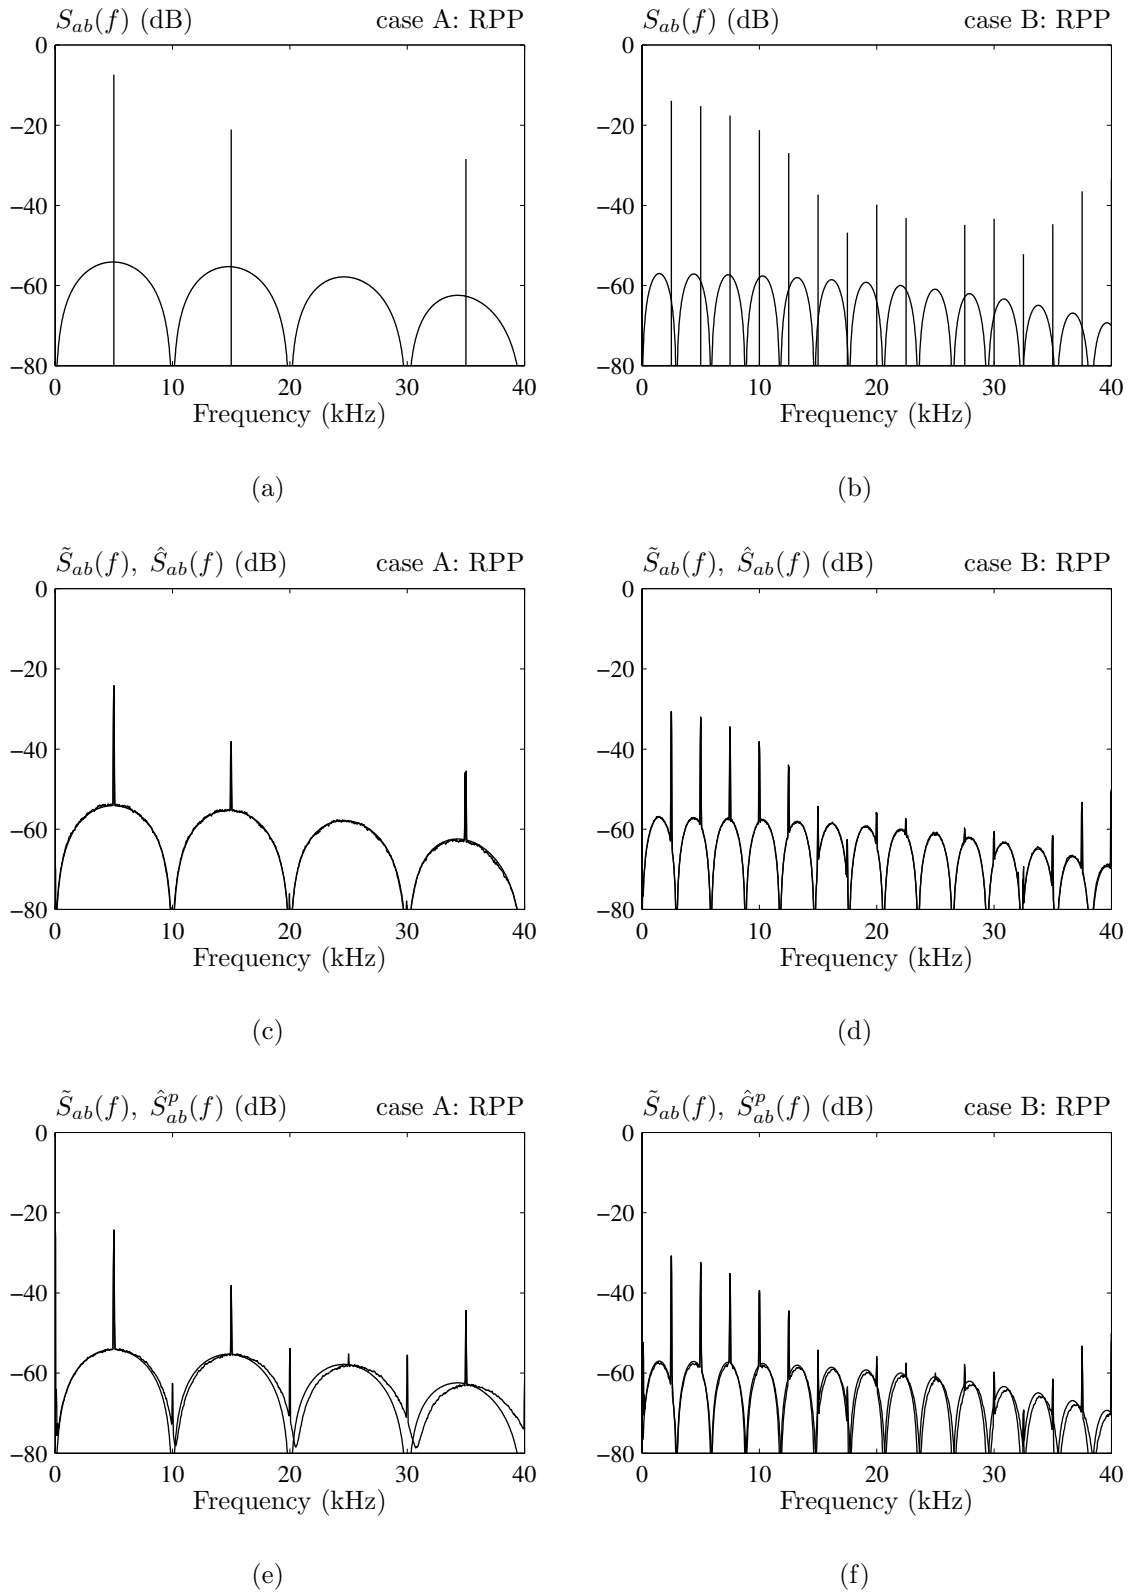 S_ab(f) (dB) case A: RPP
0
−20
−40
−60
−80
0 10 20 30 40
Frequency (kHz)
(a)
S_ab(f) (dB) case B: RPP
0
−20
−40
−60
−80
0 10 20 30 40
Frequency (kHz)
(b)
S̃_ab(f), Ŝ_ab(f) (dB) case A: RPP
0
−20
−40
−60
−80
0 10 20 30 40
Frequency (kHz)
(c)
S̃_ab(f), Ŝ_ab(f) (dB) case B: RPP
0
−20
−40
−60
−80
0 10 20 30 40
Frequency (kHz)
(d)
S̃_ab(f), Ŝ^p_ab(f) (dB) case A: RPP
0
−20
−40
−60
−80
0 10 20 30 40
Frequency (kHz)
(e)
S̃_ab(f), Ŝ^p_ab(f) (dB) case B: RPP
0
−20
−40
−60
−80
0 10 20 30 40
Frequency (kHz)
(f)